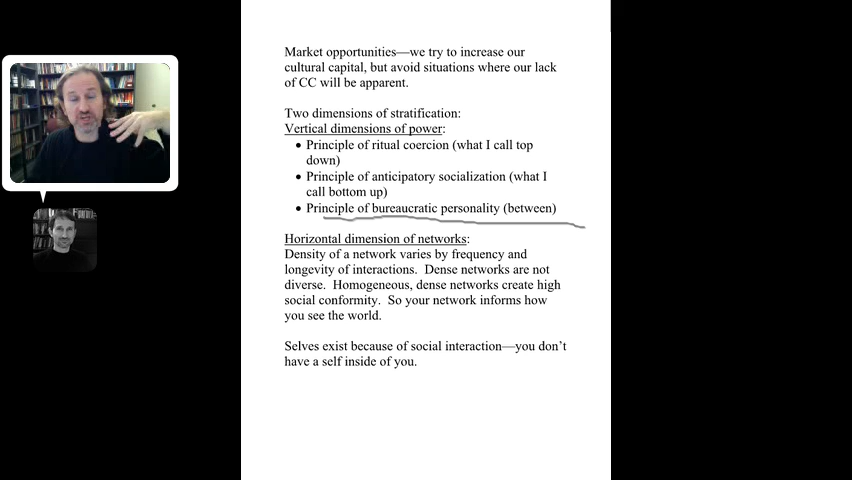 Market opportunities—we try to increase our
cultural capital, but avoid situations where our lack
of CC will be apparent.
Two dimensions of stratification:
Vertical dimensions of power:
• Principle of ritual coercion (what I call top
down)
• Principle of anticipatory socialization (what I
call bottom up)
• Principle of bureaucratic personality (between)
Horizontal dimension of networks:
Density of a network varies by frequency and
longevity of interactions.  Dense networks are not
diverse.  Homogeneous, dense networks create high
social conformity.  So your network informs how
you see the world.
Selves exist because of social interaction—you don't
have a self inside of you.